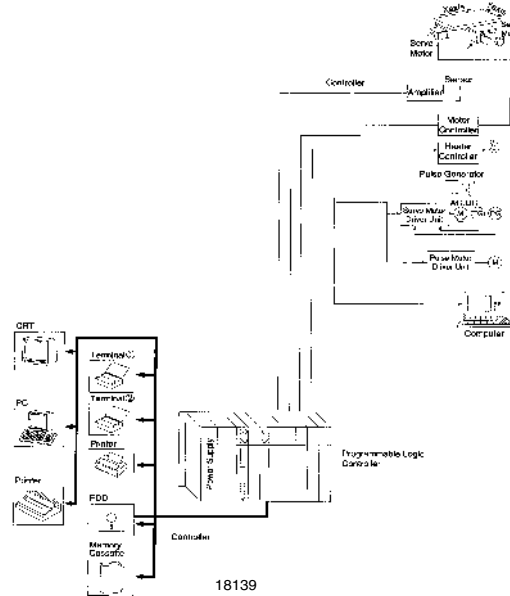 Servo
Motor
Controller
Sensor
Amplifier
Motor
Controller
Heater
Controller
Pulse Generator
Servo Motor
Driver Unit
M
Pulse Motor
Driver Unit
M
Computer
CRT
Terminal①
PC
Terminal②
Printer
Printer
Power Supply
Programmable Logic
Controller
FDD
Controller
Memory
Cassette
18139